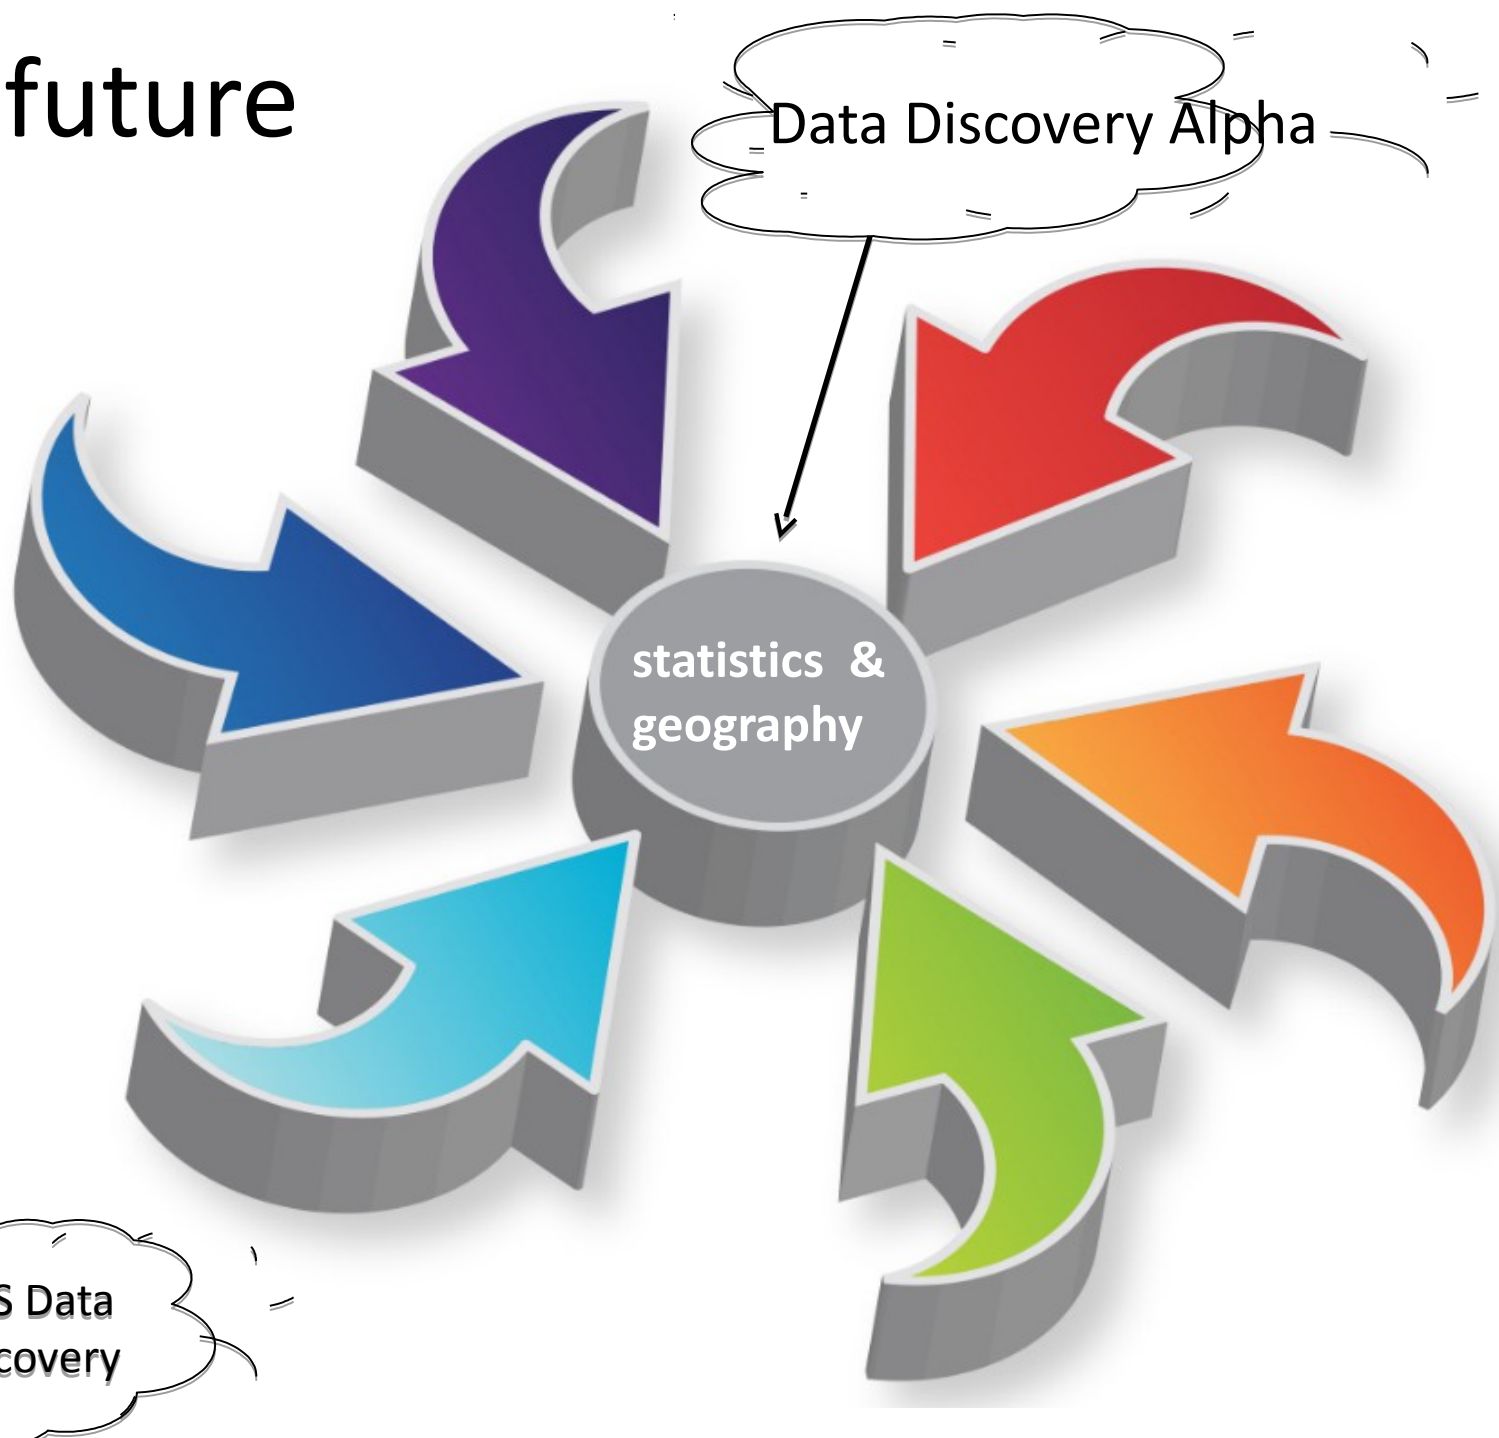 future
Data Discovery Alpha
statistics &
geography
S Data
covery